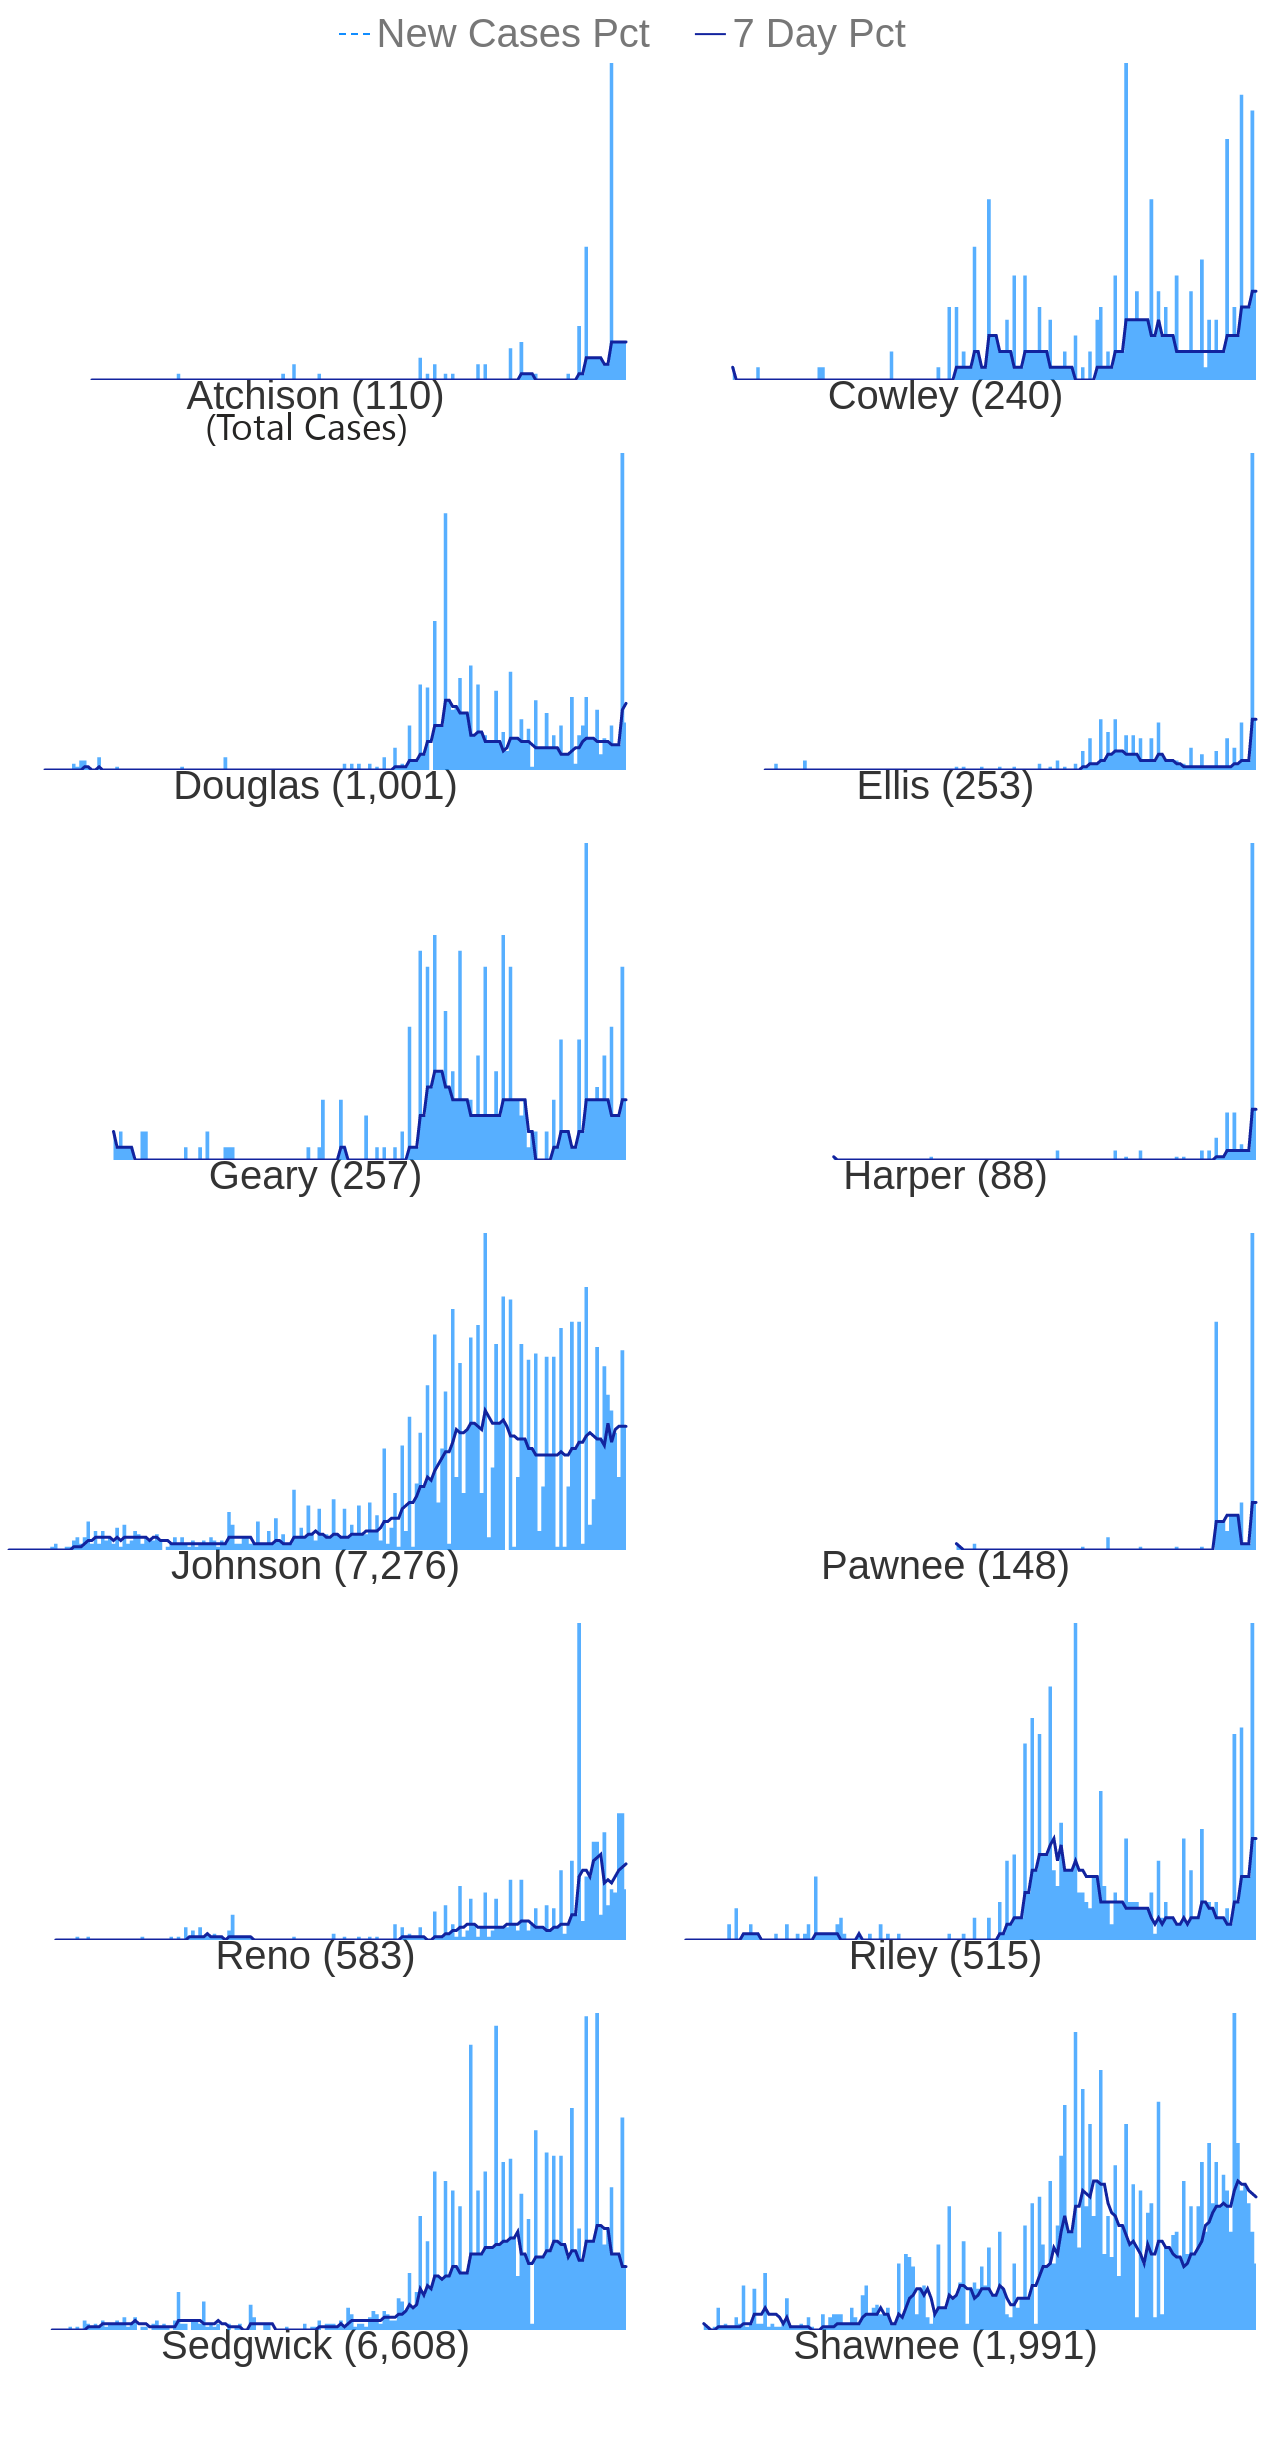 New Cases Pct 7 Day Pct
Atchison (110) Cowley (240)
(Total Cases)
Douglas (1,001) Ellis (253)
Geary (257) Harper (88)
Johnson (7,276) Pawnee (148)
Reno (583) Riley (515)
Sedgwick (6,608) Shawnee (1,991)